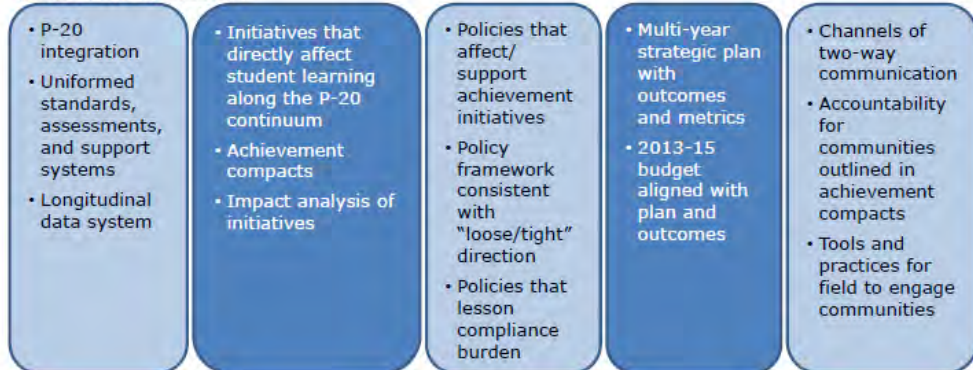 • P-20
integration
• Uniformed
standards,
assessments,
and support
systems
• Longitudinal
data system
• Initiatives that
directly affect
student learning
along the P-20
continuum
• Achievement
compacts
• Impact analysis of
initiatives
• Policies that
affect/
support
achievement
initiatives
• Policy
framework
consistent
with
“loose/tight”
direction
• Policies that
lesson
compliance
burden
• Multi-year
strategic plan
with
outcomes
and metrics
• 2013-15
budget
aligned with
plan and
outcomes
• Channels of
two-way
communication
• Accountability
for
communities
outlined in
achievement
compacts
• Tools and
practices for
field to engage
communities